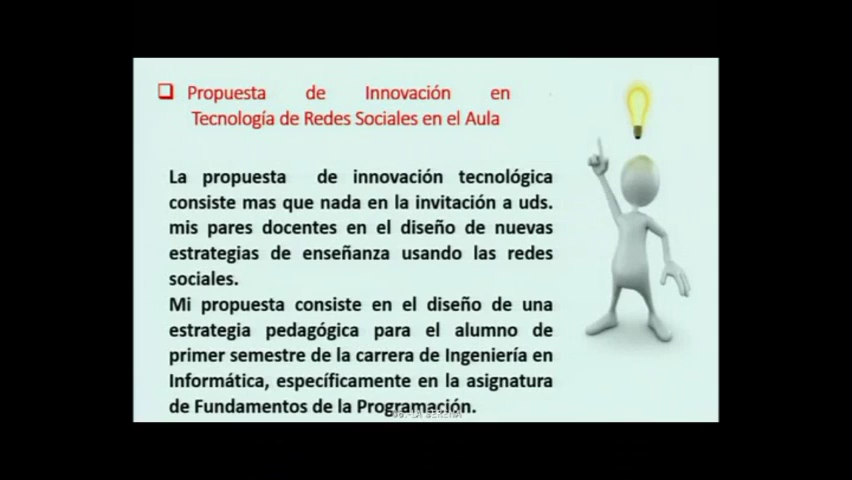 Propuesta de Innovación en
Tecnología de Redes Sociales en el Aula
La propuesta de innovación tecnológica
consiste mas que nada en la invitación a uds.
mis pares docentes en el diseño de nuevas
estrategias de enseñanza usando las redes
sociales.
Mi propuesta consiste en el diseño de una
estrategia pedagógica para el alumno de
primer semestre de la carrera de Ingeniería en
Informática, específicamente en la asignatura
de Fundamentos de la Programación.
LA SERENA